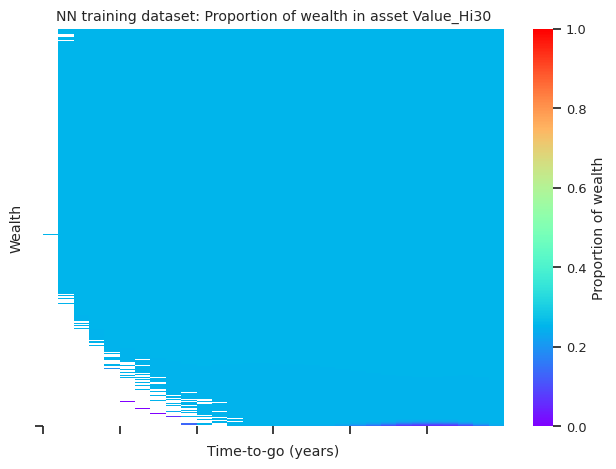 NN training dataset: Proportion of wealth in asset Value_Hi30
Wealth
Time-to-go (years)
1.0
0.8
0.6
0.4
0.2
0.0
Proportion of wealth